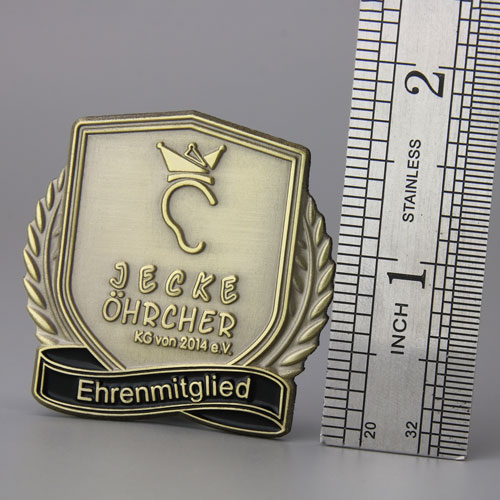 JECKE
ÖHRCHER
KG von 2014 e.V.
Ehrenmitglied
2
STAINLESS
1
INCH
20
32